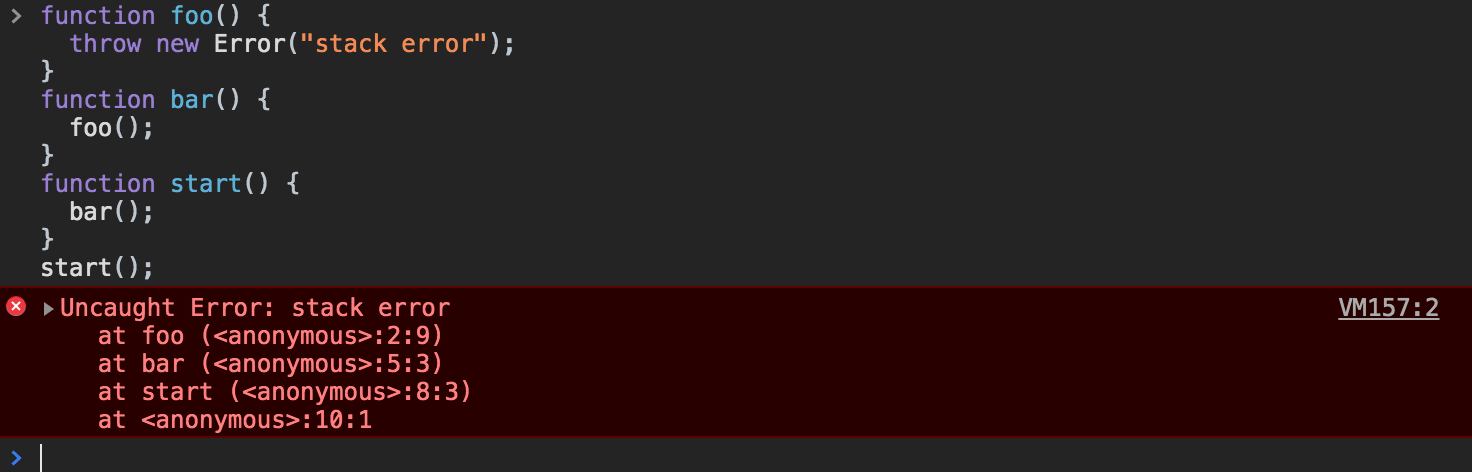 > function foo() {
  throw new Error("stack error");
}
function bar() {
  foo();
}
function start() {
  bar();
}
start();
Uncaught Error: stack error VM157:2
    at foo (<anonymous>:2:9)
    at bar (<anonymous>:5:3)
    at start (<anonymous>:8:3)
    at <anonymous>:10:1
>